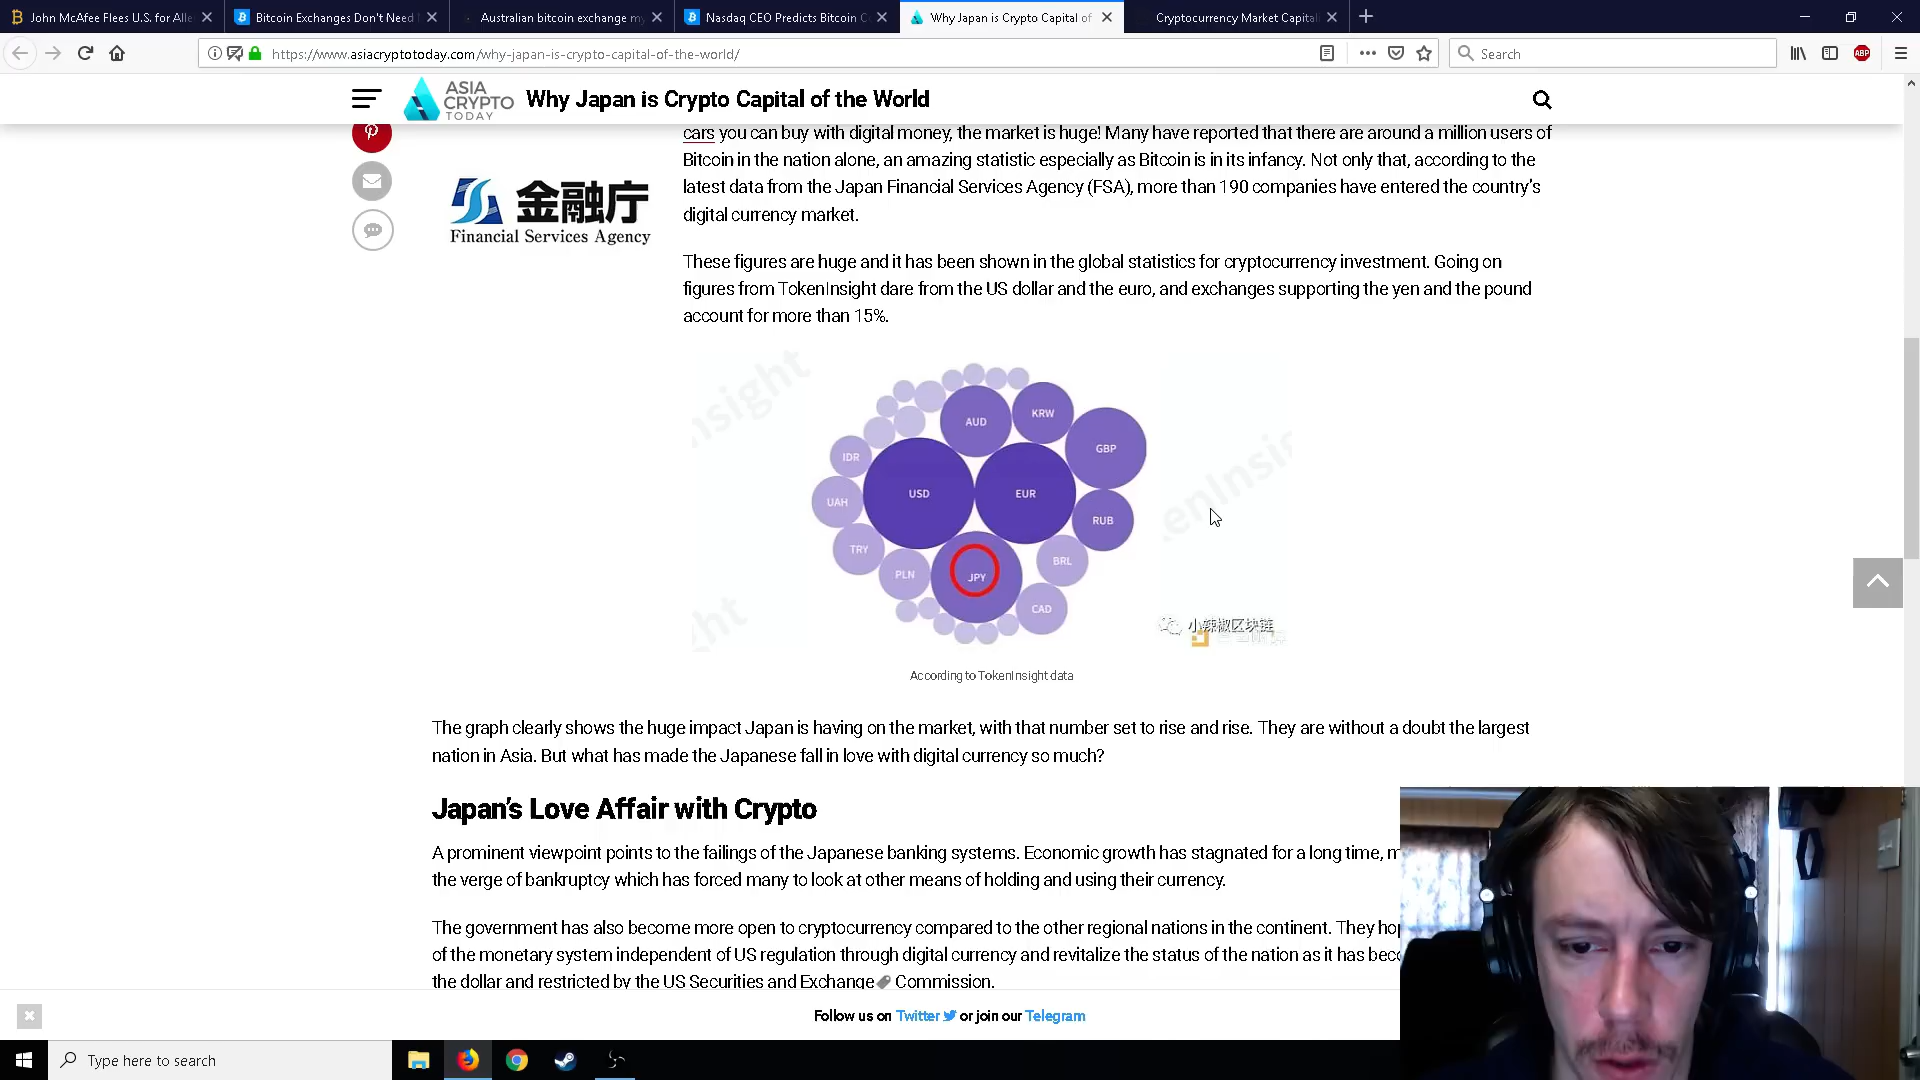 John McAfee Flees U.S. for Alle
Bitcoin Exchanges Don't Need
Australian bitcoin exchange my
Nasdaq CEO Predicts Bitcoin C
Why Japan is Crypto Capital of
Cryptocurrency Market Capital
https://www.asiacryptotoday.com/why-japan-is-crypto-capital-of-the-world/
Search
ABP
ASIA
CRYPTO
TODAY
Why Japan is Crypto Capital of the World
cars you can buy with digital money, the market is huge! Many have reported that there are around a million users of
Bitcoin in the nation alone, an amazing statistic especially as Bitcoin is in its infancy. Not only that, according to the
latest data from the Japan Financial Services Agency (FSA), more than 190 companies have entered the country's
digital currency market.
金融庁
Financial Services Agency
These figures are huge and it has been shown in the global statistics for cryptocurrency investment. Going on
figures from TokenInsight dare from the US dollar and the euro, and exchanges supporting the yen and the pound
account for more than 15%.
nsight
AUD
KRW
GBP
IDR
USD
EUR
UAH
RUB
enInsi
TRY
PLN
JPY
BRL
CAD
ht
小辣椒区块链
According to TokenInsight data
The graph clearly shows the huge impact Japan is having on the market, with that number set to rise and rise. They are without a doubt the largest
nation in Asia. But what has made the Japanese fall in love with digital currency so much?
Japan's Love Affair with Crypto
A prominent viewpoint points to the failings of the Japanese banking systems. Economic growth has stagnated for a long time, m
the verge of bankruptcy which has forced many to look at other means of holding and using their currency.
The government has also become more open to cryptocurrency compared to the other regional nations in the continent. They hop
of the monetary system independent of US regulation through digital currency and revitalize the status of the nation as it has beco
the dollar and restricted by the US Securities and Exchange Commission.
Follow us on Twitter or join our Telegram
Type here to search